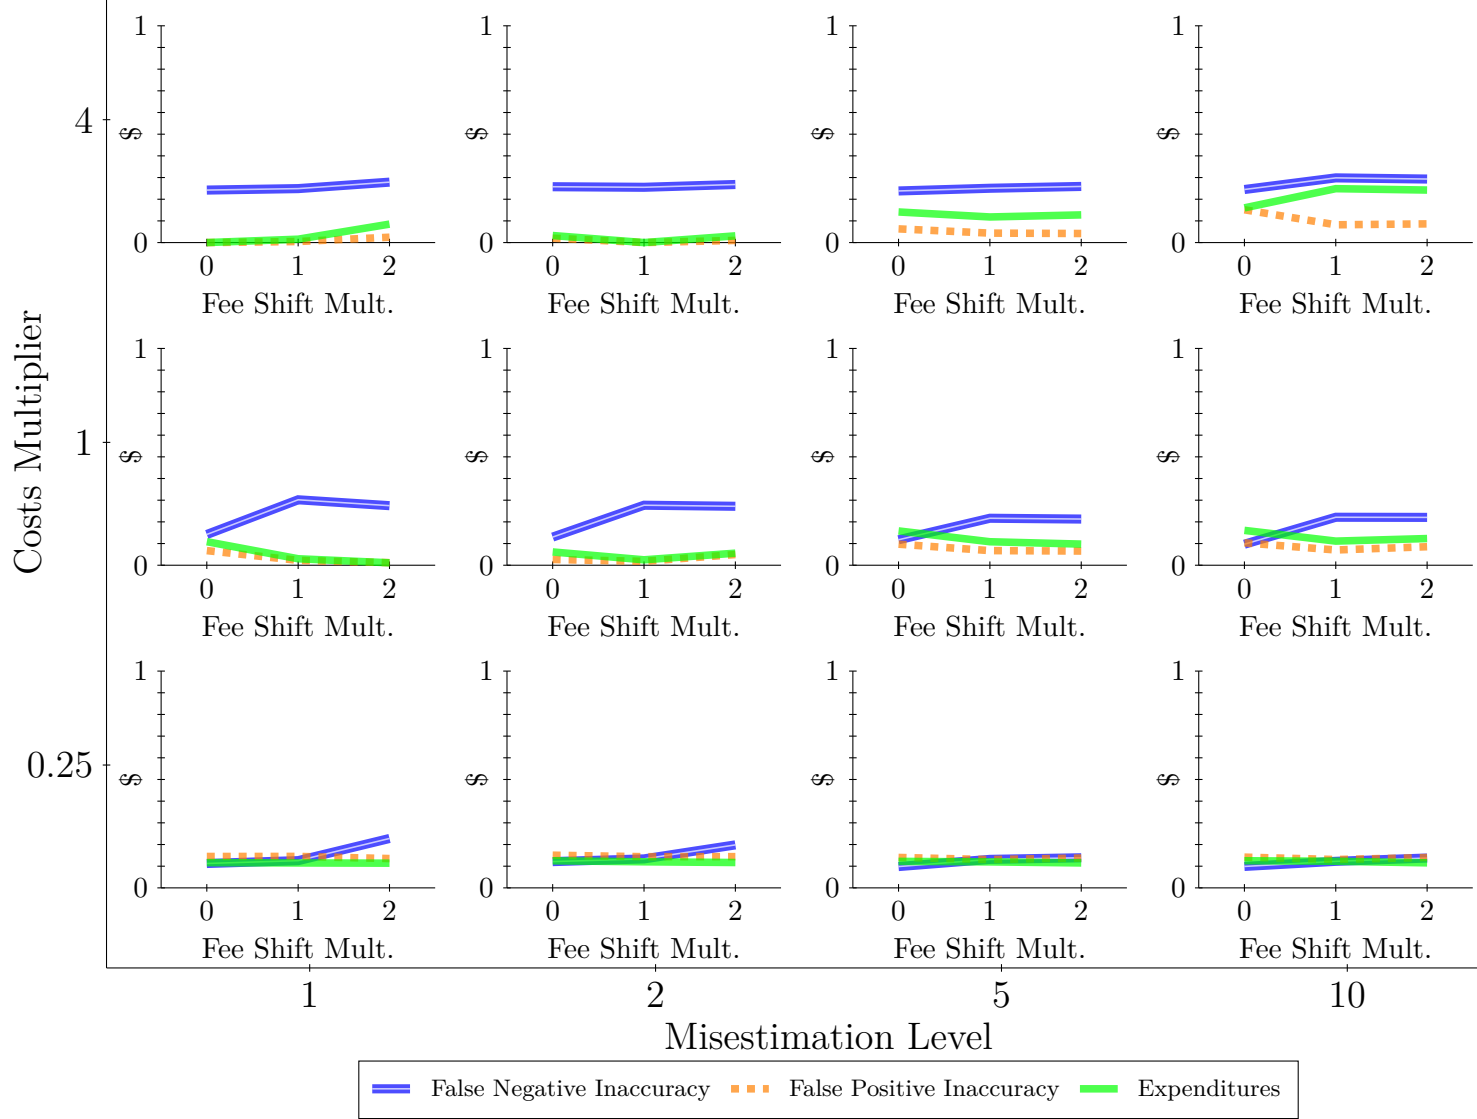 1
$
0
0 1 2
Fee Shift Mult.
1
$
0
0 1 2
Fee Shift Mult.
1
$
0
0 1 2
Fee Shift Mult.
1
$
0
0 1 2
Fee Shift Mult.
4
1
$
0
0 1 2
Fee Shift Mult.
1
$
0
0 1 2
Fee Shift Mult.
1
$
0
0 1 2
Fee Shift Mult.
1
$
0
0 1 2
Fee Shift Mult.
1
Costs Multiplier
1
$
0
0 1 2
Fee Shift Mult.
1
$
0
0 1 2
Fee Shift Mult.
1
$
0
0 1 2
Fee Shift Mult.
1
$
0
0 1 2
Fee Shift Mult.
0.25
1 2 5 10
Misestimation Level
False Negative Inaccuracy False Positive Inaccuracy Expenditures